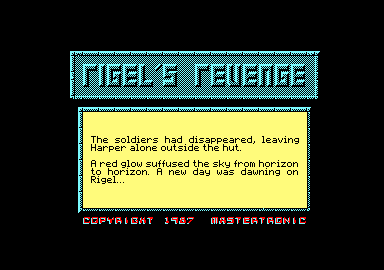 RIGEL'S REVENGE
The soldiers had disappeared, leaving
Harper alone outside the hut.
A red glow suffused the sky from horizon
to horizon. A new day was dawning on
Rigel...
COPYRIGHT 1987 MASTERTRONIC